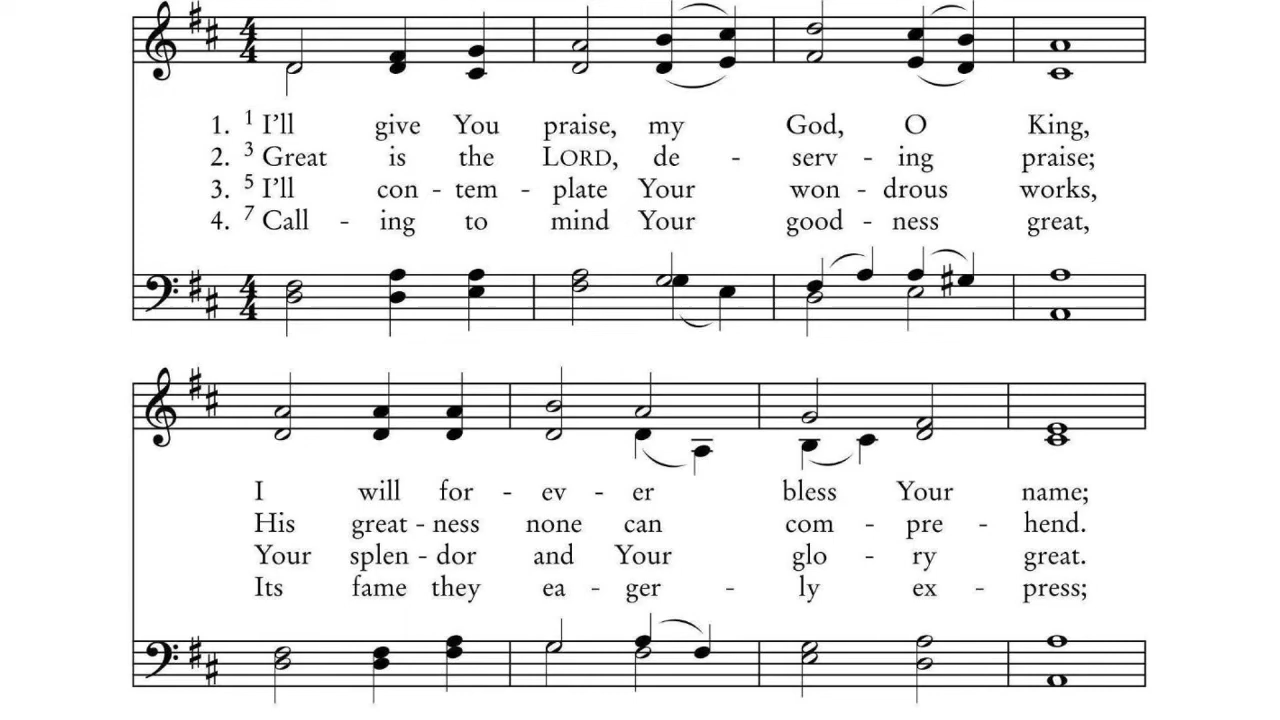 1. 1 I'll give You praise, my God, O King,
2. 3 Great is the LORD, de - serv - ing praise;
3. 5 I'll con - tem - plate Your won - drous works,
4. 7 Call - ing to mind Your good - ness great,
I will for - ev - er bless Your name;
His great - ness none can com - pre - hend.
Your splen - dor and Your glo - ry great.
Its fame they ea - ger - ly ex - press;